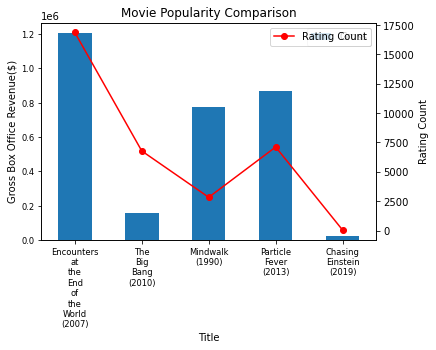 Movie Popularity Comparison
1e6
Rating Count
Gross Box Office Revenue($)
1.2
1.0
0.8
0.6
0.4
0.2
0.0
17500
15000
12500
10000
7500
5000
2500
0
Rating Count
Encounters
at
the
End
of
the
World
(2007)
The
Big
Bang
(2010)
Mindwalk
(1990)
Particle
Fever
(2013)
Chasing
Einstein
(2019)
Title